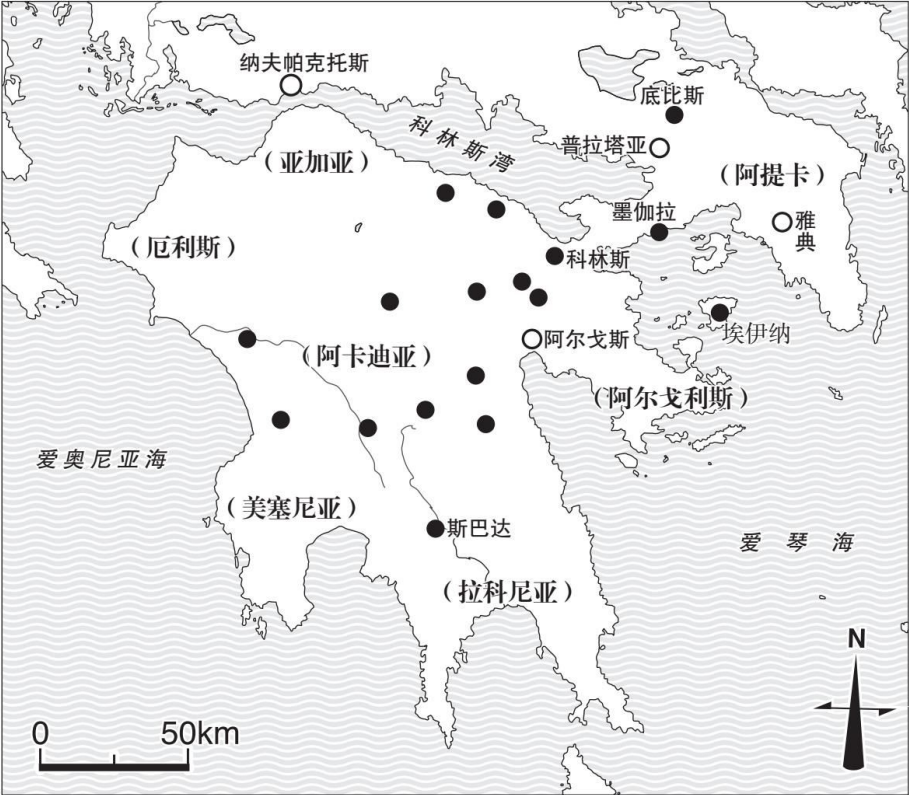 纳夫帕克托斯
底比斯
科林斯湾
普拉塔亚
（亚加亚）
（阿提卡）
墨伽拉
雅典
（厄利斯）
科林斯
埃伊纳
阿尔戈斯
（阿卡迪亚）
（阿尔戈利斯）
爱奥尼亚海
（美塞尼亚）
斯巴达
爱琴海
（拉科尼亚）
N
0 50km